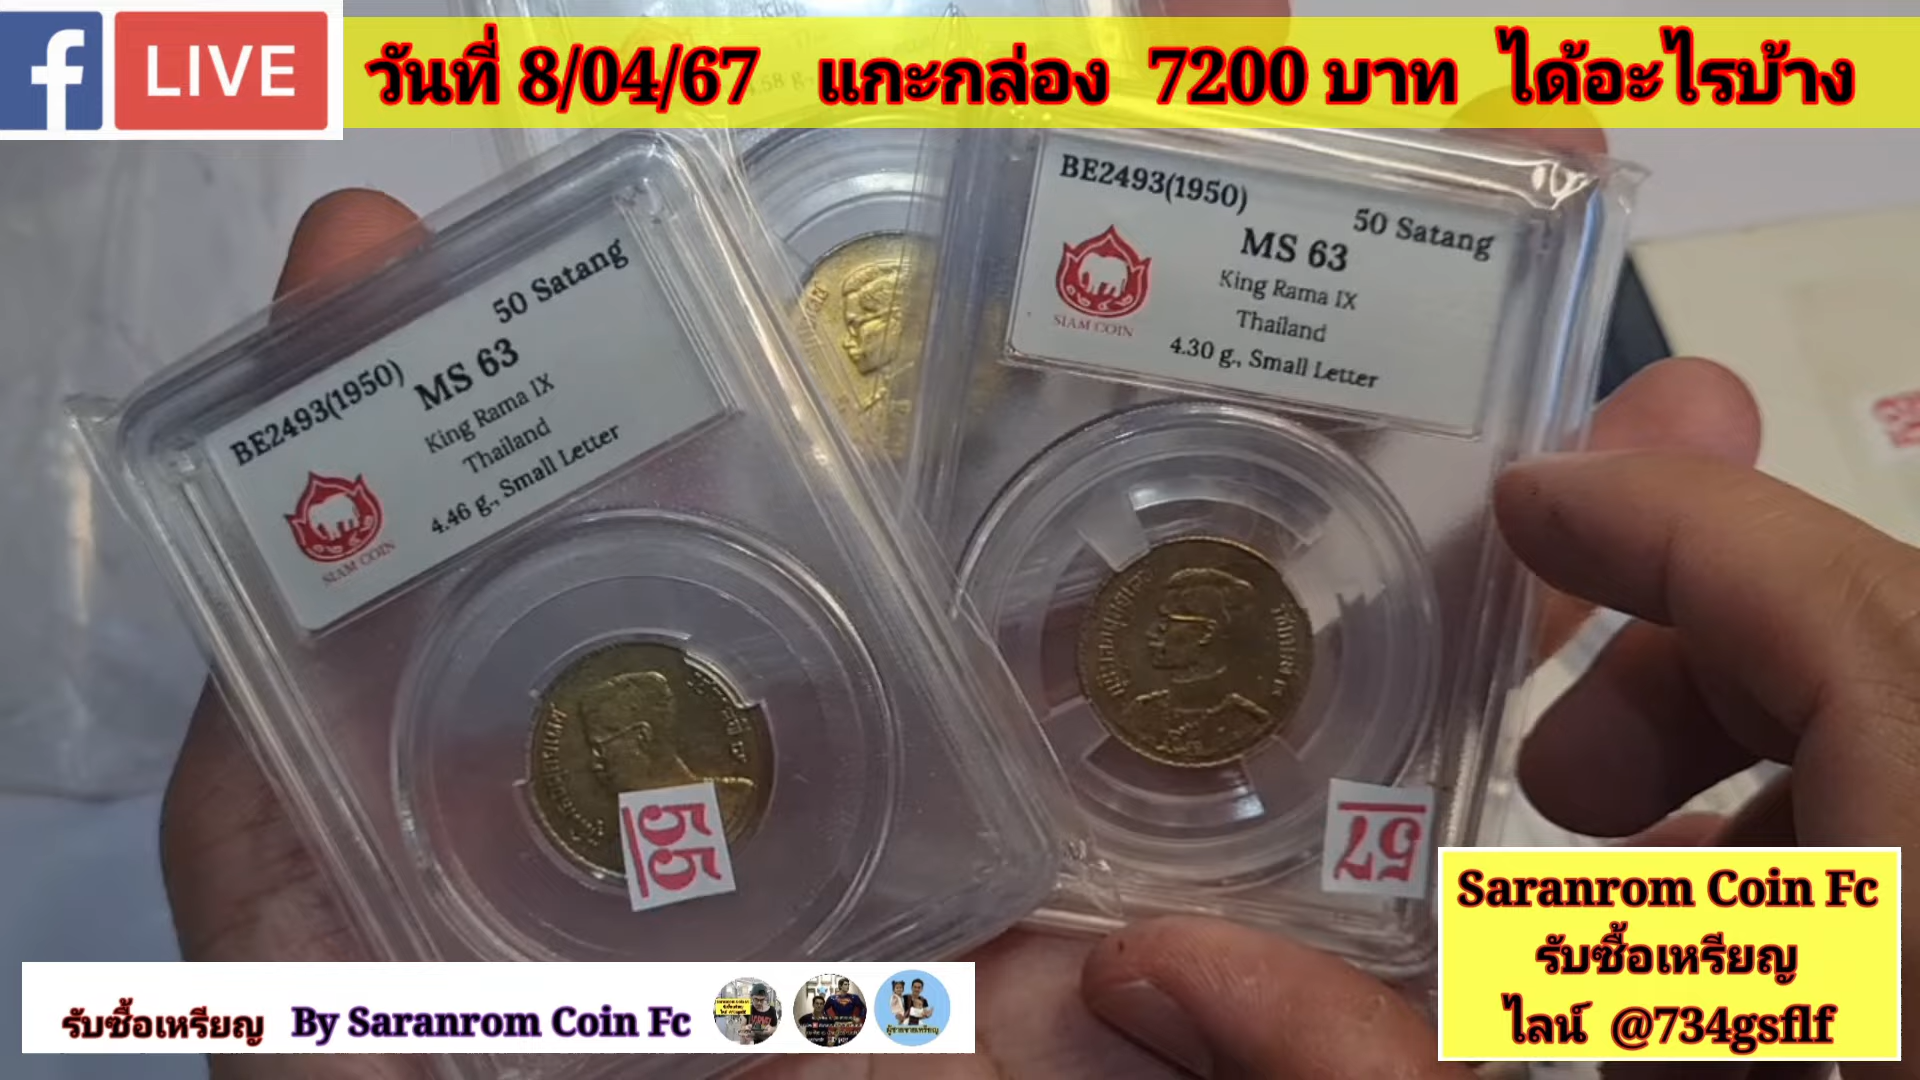 f LIVE
วันที่ 8/04/67 แกะกล่อง 7200 บาท ได้อะไรบ้าง
BE2493(1950)
50 Satang
MS 63
King Rama IX
Thailand
4.46 g., Small Letter
SIAM COIN
55
BE2493(1950)
50 Satang
MS 63
King Rama IX
Thailand
4.30 g., Small Letter
SIAM COIN
57
Saranrom Coin Fc
รับซื้อเหรียญ
ไลน์ @734gsflf
รับซื้อเหรียญ By Saranrom Coin Fc